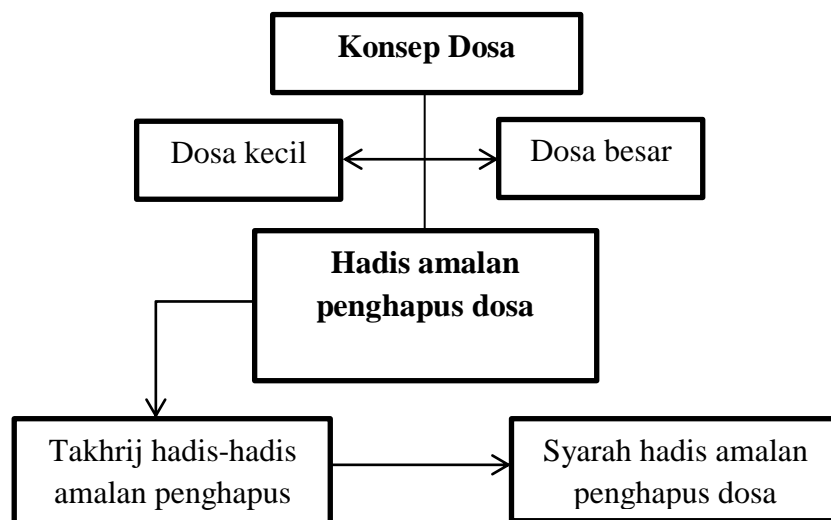 Konsep Dosa
Dosa kecil
Dosa besar
Hadis amalan
penghapus dosa
Takhrij hadis-hadis
amalan penghapus
Syarah hadis amalan
penghapus dosa